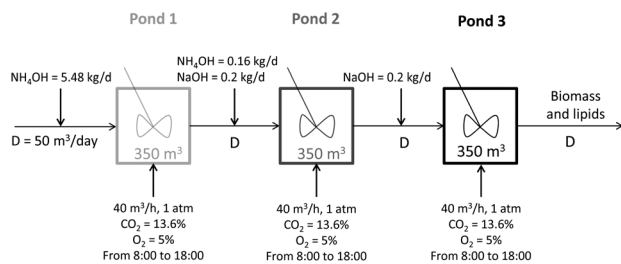 Pond 1
Pond 2
Pond 3
NH₄OH = 5.48 kg/d
NH₄OH = 0.16 kg/d
NaOH = 0.2 kg/d
NaOH = 0.2 kg/d
Biomass
and lipids
D = 50 m³/day
D
D
D
350 m³
350 m³
350 m³
40 m³/h, 1 atm
CO₂ = 13.6%
O₂ = 5%
From 8:00 to 18:00
40 m³/h, 1 atm
CO₂ = 13.6%
O₂ = 5%
From 8:00 to 18:00
40 m³/h, 1 atm
CO₂ = 13.6%
O₂ = 5%
From 8:00 to 18:00